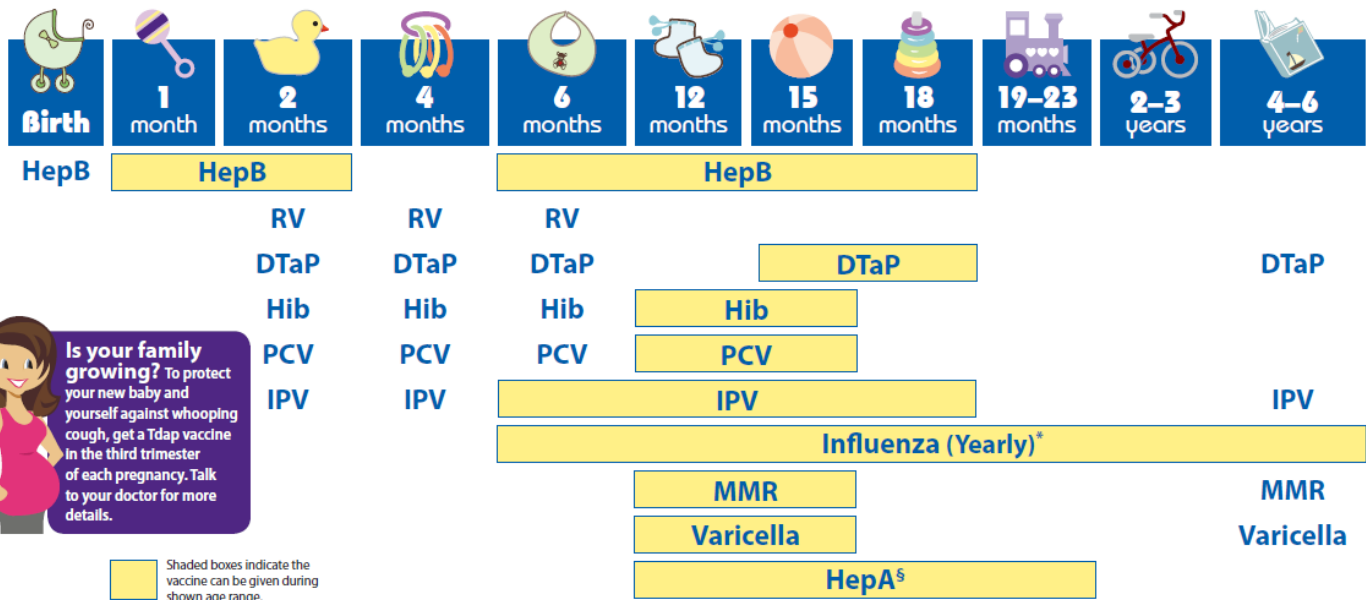 Birth
1
month
2
months
4
months
6
months
12
months
15
months
18
months
19–23
months
2–3
years
4–6
years
HepB HepB HepB
RV RV RV
DTaP DTaP DTaP DTaP DTaP
Hib Hib Hib Hib
PCV PCV PCV PCV
IPV IPV IPV IPV
Influenza (Yearly)*
MMR MMR
Varicella Varicella
HepA§
Is your family
growing? To protect
your new baby and
yourself against whooping
cough, get a Tdap vaccine
in the third trimester
of each pregnancy. Talk
to your doctor for more
details.
Shaded boxes indicate the
vaccine can be given during
shown age range.